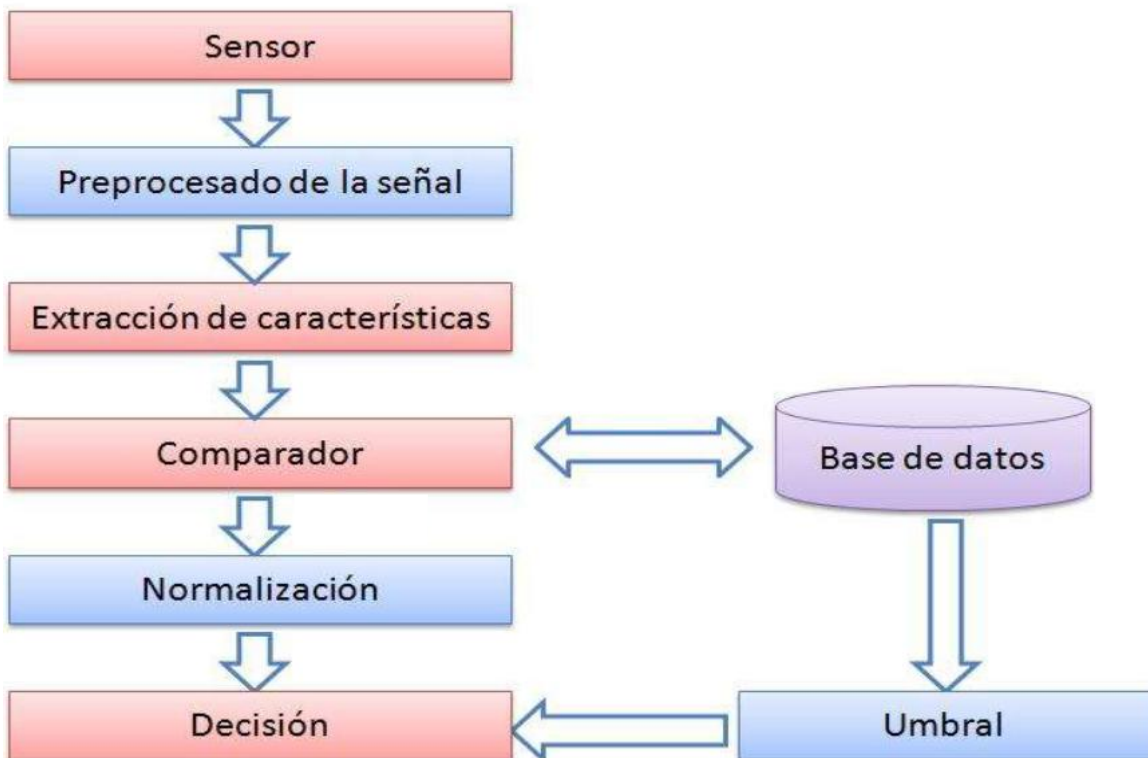 Sensor
Preprocesado de la señal
Extracción de características
Comparador
Base de datos
Normalización
Decisión
Umbral